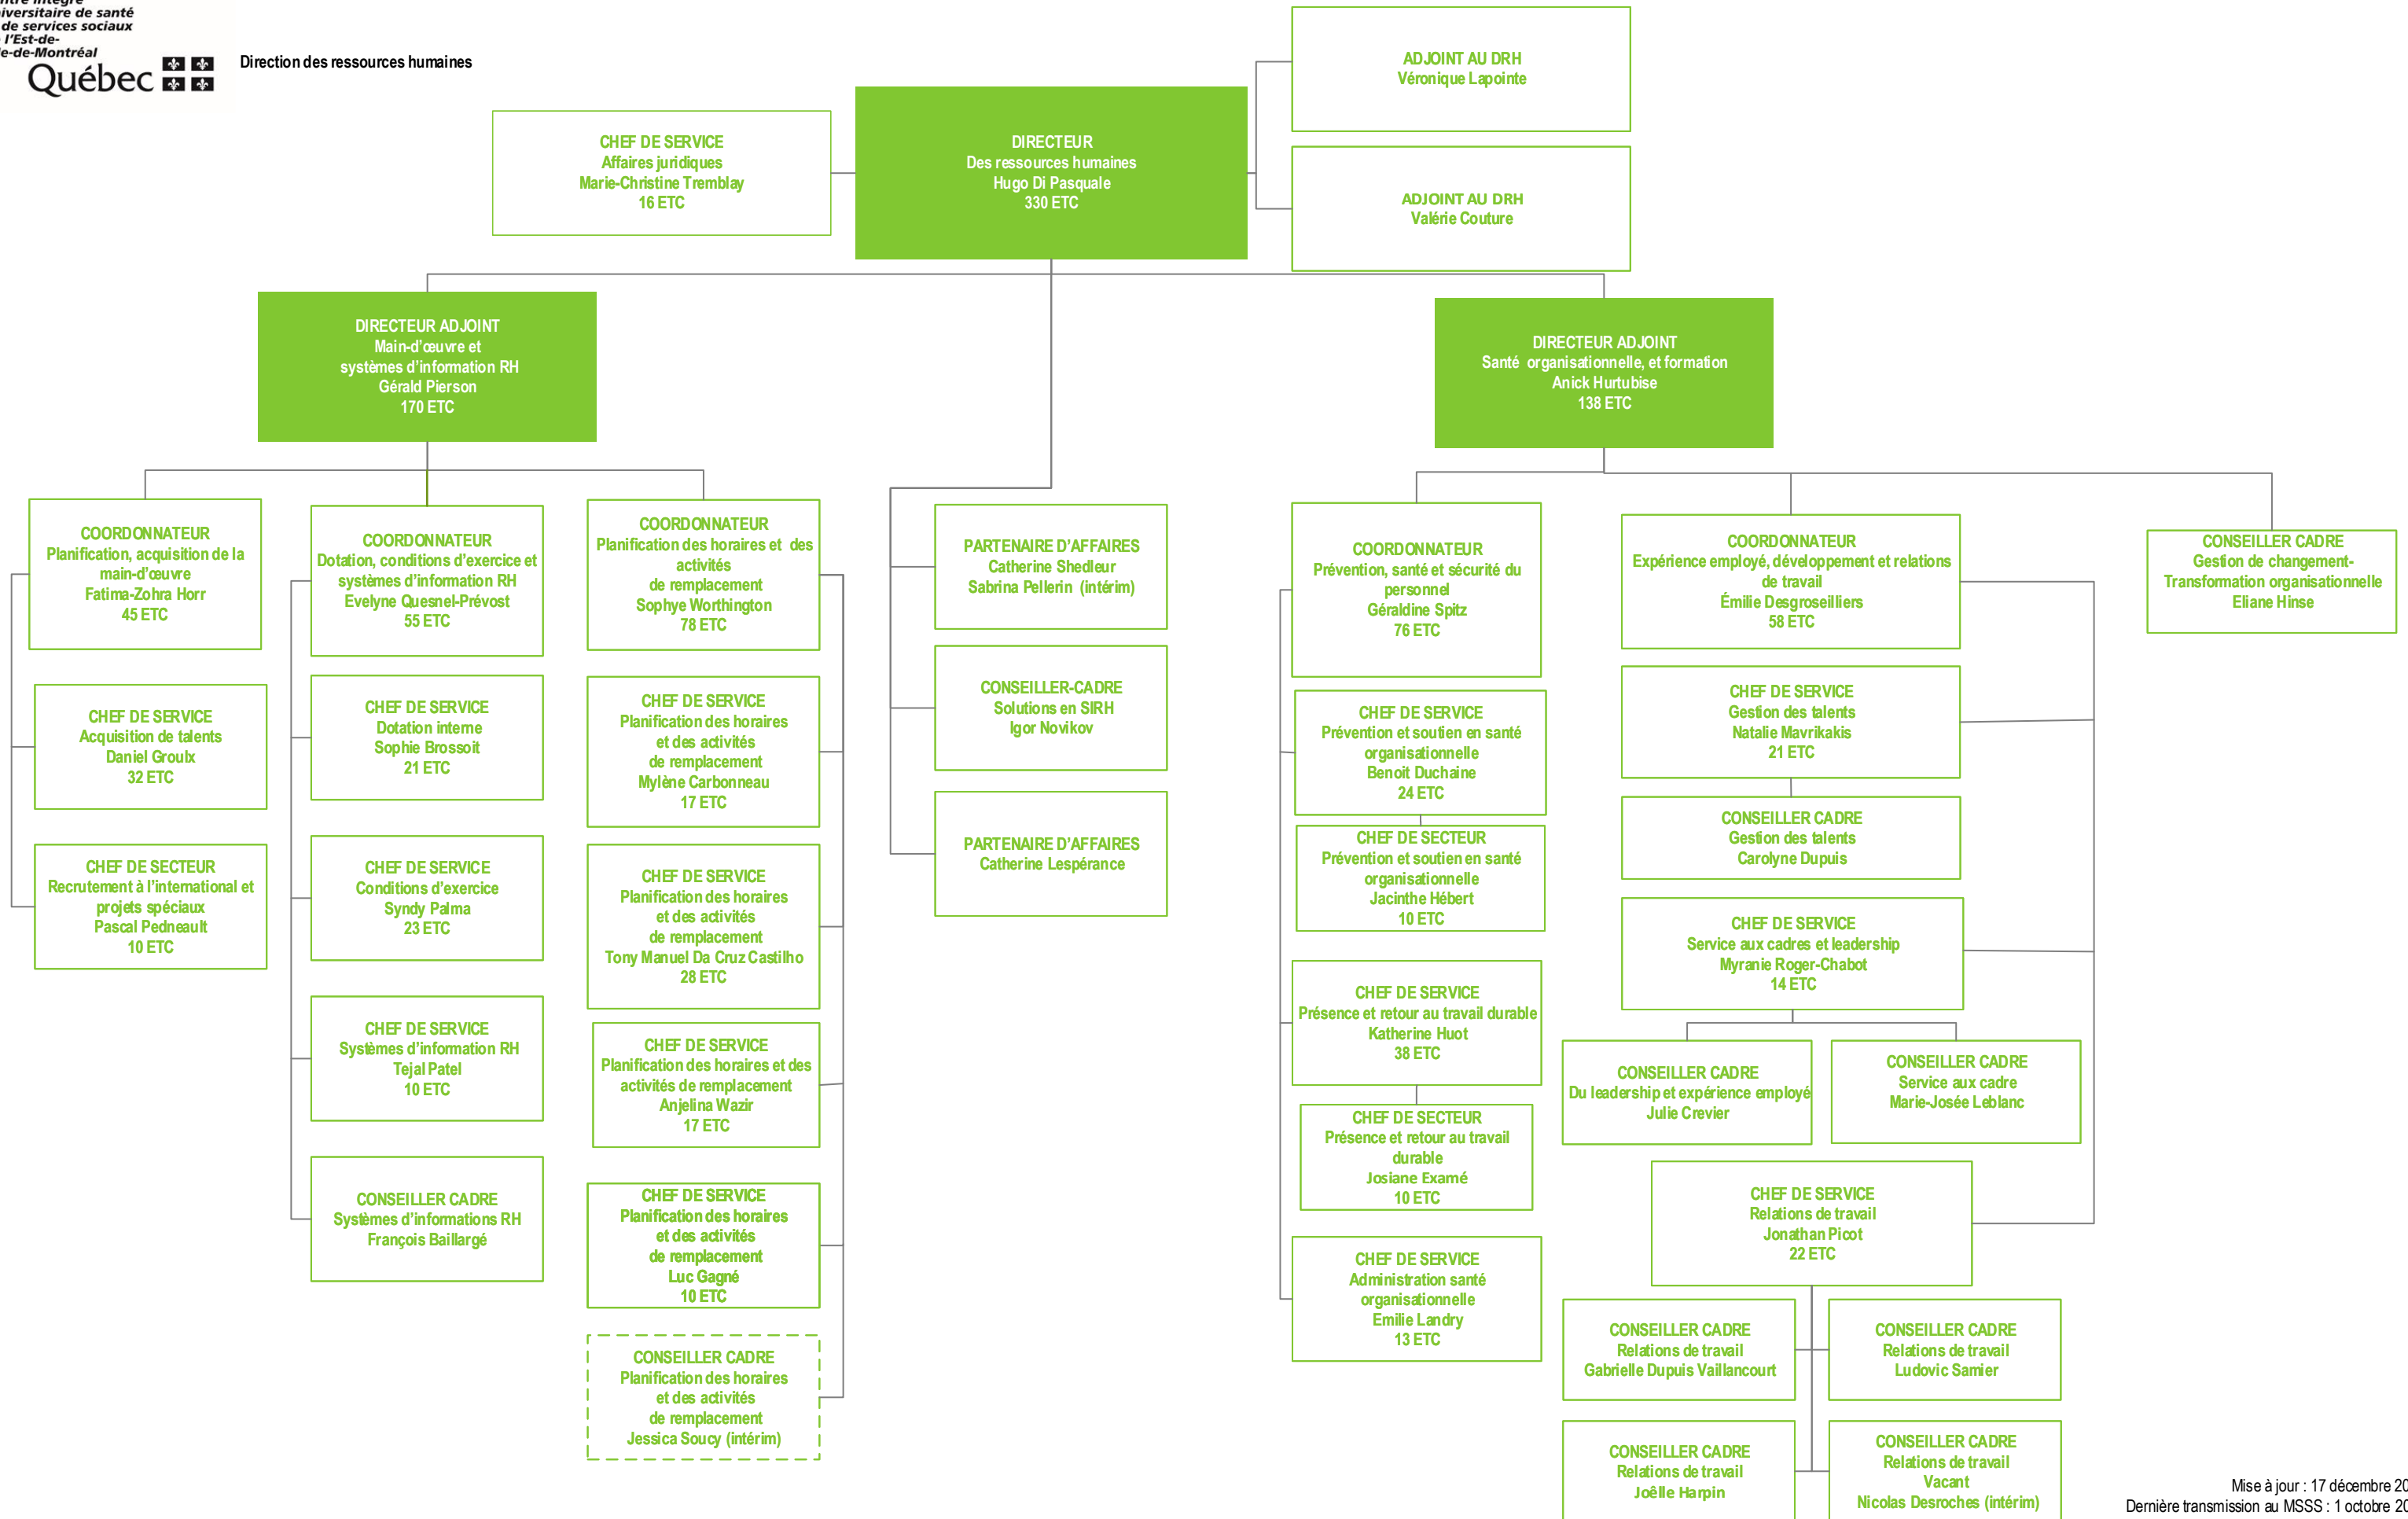 de services sociaux
l'Est-de-
Québec
Direction des ressources humaines
ADJOINT AU DRH
Véronique Lapointe
CHEF DE SERVICE
Affaires juridiques
Marie-Christine Tremblay
16 ETC
DIRECTEUR
Des ressources humaines
Hugo Di Pasquale
330 ETC
ADJOINT AU DRH
Valérie Couture
DIRECTEUR ADJOINT
Main-d'œuvre et
systèmes d'information RH
Gérald Pierson
170 ETC
DIRECTEUR ADJOINT
Santé organisationnelle, et formation
Anick Hurtubise
138 ETC
COORDONNATEUR
Planification, acquisition de la
main-d'œuvre
Fatima-Zohra Horr
45 ETC
CHEF DE SERVICE
Acquisition de talents
Daniel Groulx
32 ETC
CHEF DE SECTEUR
Recrutement à l'international et
projets spéciaux
Pascal Pedneault
10 ETC
COORDONNATEUR
Dotation, conditions d'exercice et
systèmes d'information RH
Evelyne Quesnel-Prévost
55 ETC
CHEF DE SERVICE
Dotation interne
Sophie Brossoit
21 ETC
CHEF DE SERVICE
Conditions d'exercice
Syndy Palma
23 ETC
CHEF DE SERVICE
Systèmes d'information RH
Tejal Patel
10 ETC
CONSEILLER CADRE
Systèmes d'informations RH
François Baillargé
COORDONNATEUR
Planification des horaires et des
activités
de remplacement
Sophye Worthington
78 ETC
CHEF DE SERVICE
Planification des horaires
et des activités
de remplacement
Mylène Carbonneau
17 ETC
CHEF DE SERVICE
Planification des horaires
et des activités
de remplacement
Tony Manuel Da Cruz Castilho
28 ETC
CHEF DE SERVICE
Planification des horaires et des
activités de remplacement
Anjelina Wazir
17 ETC
CHEF DE SERVICE
Planification des horaires
et des activités
de remplacement
Luc Gagné
10 ETC
CONSEILLER CADRE
Planification des horaires
et des activités
de remplacement
Jessica Soucy (intérim)
PARTENAIRE D'AFFAIRES
Catherine Shedleur
Sabrina Pellerin (intérim)
CONSEILLER-CADRE
Solutions en SIRH
Igor Novikov
PARTENAIRE D'AFFAIRES
Catherine Lespérance
COORDONNATEUR
Prévention, santé et sécurité du
personnel
Géraldine Spitz
76 ETC
CHEF DE SERVICE
Prévention et soutien en santé
organisationnelle
Benoit Duchaine
24 ETC
CHEF DE SECTEUR
Prévention et soutien en santé
organisationnelle
Jacinthe Hébert
10 ETC
CHEF DE SERVICE
Présence et retour au travail durable
Katherine Huot
38 ETC
CHEF DE SECTEUR
Présence et retour au travail
durable
Josiane Examé
10 ETC
CHEF DE SERVICE
Administration santé
organisationnelle
Emilie Landry
13 ETC
COORDONNATEUR
Expérience employé, développement et relations
de travail
Émilie Desgroseilliers
58 ETC
CHEF DE SERVICE
Gestion des talents
Natalie Mavrikakis
21 ETC
CONSEILLER CADRE
Gestion des talents
Carolyne Dupuis
CHEF DE SERVICE
Service aux cadres et leadership
Myranie Roger-Chabot
14 ETC
CONSEILLER CADRE
Du leadership et expérience employé
Julie Crevier
CONSEILLER CADRE
Service aux cadre
Marie-Josée Leblanc
CHEF DE SERVICE
Relations de travail
Jonathan Picot
22 ETC
CONSEILLER CADRE
Relations de travail
Gabrielle Dupuis Vaillancourt
CONSEILLER CADRE
Relations de travail
Ludovic Samier
CONSEILLER CADRE
Relations de travail
Joêlle Harpin
CONSEILLER CADRE
Relations de travail
Vacant
Nicolas Desroches (intérim)
CONSEILLER CADRE
Gestion de changement-
Transformation organisationnelle
Eliane Hinse
Mise à jour : 17 décembre 20
Dernière transmission au MSSS : 1 octobre 20